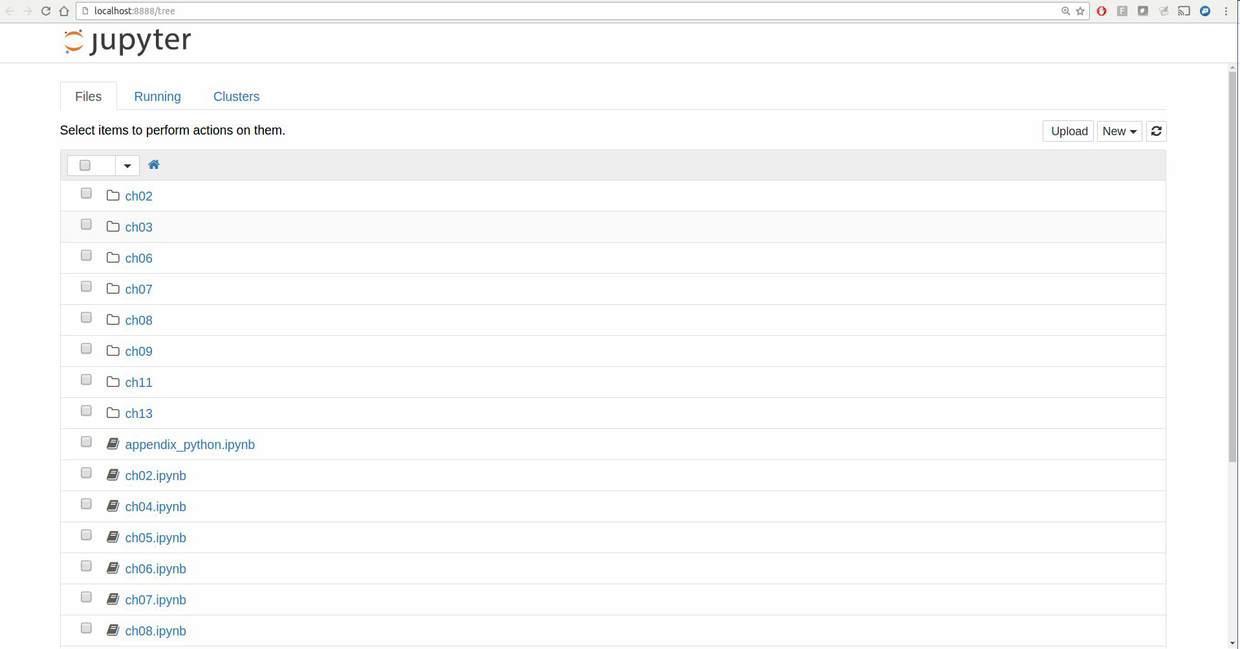 localhost:8888/tree
jupyter
Files Running Clusters
Select items to perform actions on them.
Upload New
ch02
ch03
ch06
ch07
ch08
ch09
ch11
ch13
appendix_python.ipynb
ch02.ipynb
ch04.ipynb
ch05.ipynb
ch06.ipynb
ch07.ipynb
ch08.ipynb